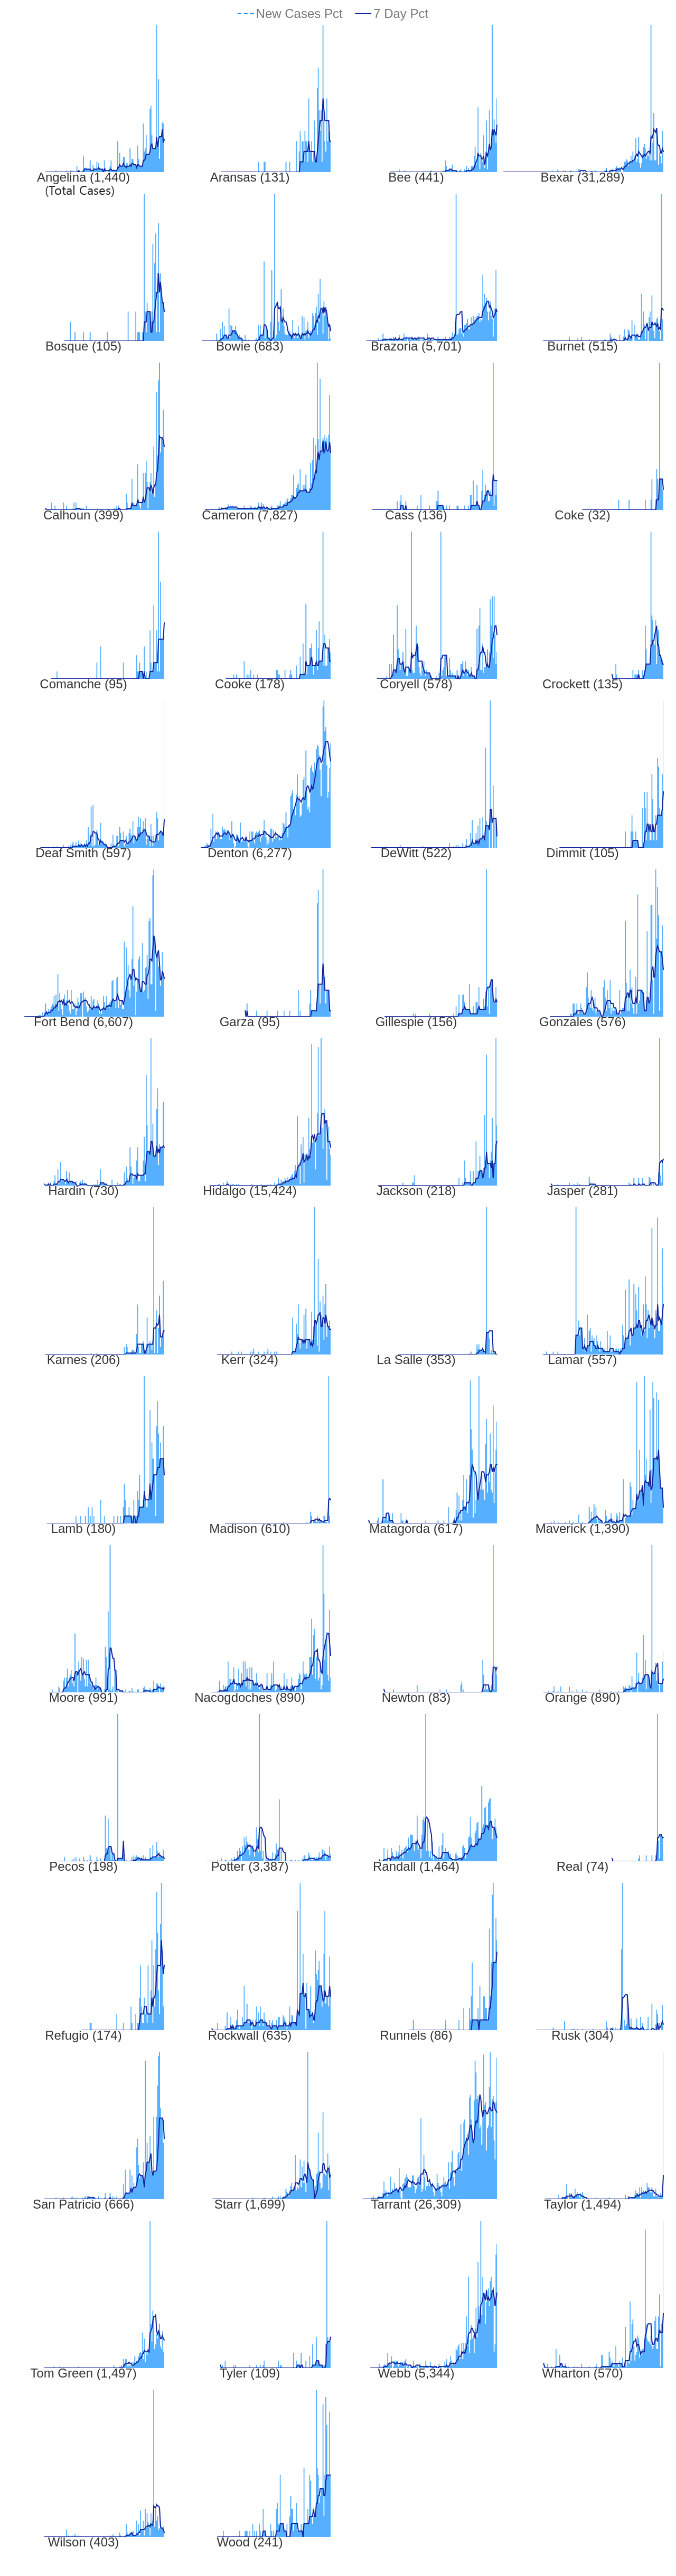 New Cases Pct 7 Day Pct
Angelina (1,440) Aransas (131) Bee (441) Bexar (31,289)
(Total Cases)
Bosque (105) Bowie (683) Brazoria (5,701) Burnet (515)
Calhoun (399) Cameron (7,827) Cass (136) Coke (32)
Comanche (95) Cooke (178) Coryell (578) Crockett (135)
Deaf Smith (597) Denton (6,277) DeWitt (522) Dimmit (105)
Fort Bend (6,607) Garza (95) Gillespie (156) Gonzales (576)
Hardin (730) Hidalgo (15,424) Jackson (218) Jasper (281)
Karnes (206) Kerr (324) La Salle (353) Lamar (557)
Lamb (180) Madison (610) Matagorda (617) Maverick (1,390)
Moore (991) Nacogdoches (890) Newton (83) Orange (890)
Pecos (198) Potter (3,387) Randall (1,464) Real (74)
Refugio (174) Rockwall (635) Runnels (86) Rusk (304)
San Patricio (666) Starr (1,699) Tarrant (26,309) Taylor (1,494)
Tom Green (1,497) Tyler (109) Webb (5,344) Wharton (570)
Wilson (403) Wood (241)